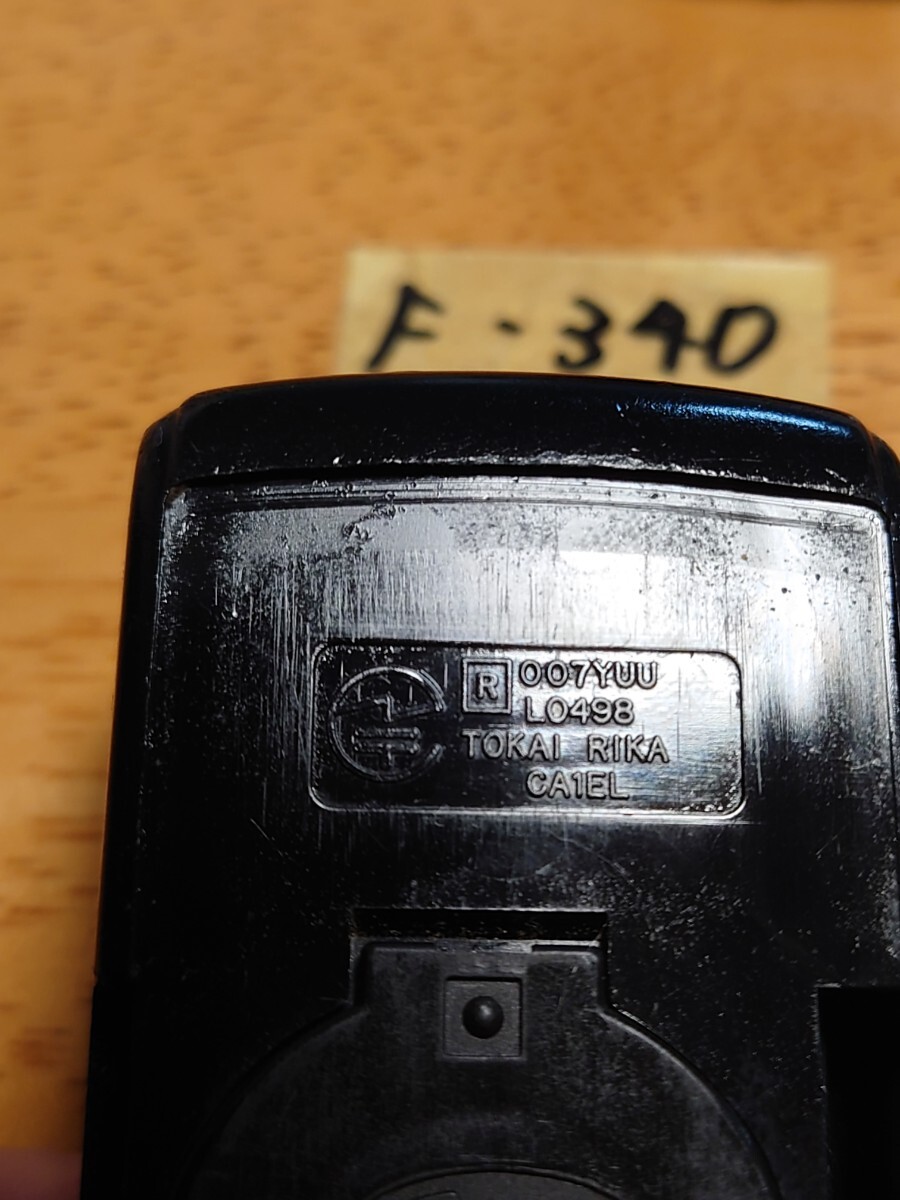 F-340
R 007YUU
L0498
TOKAI RIKA
CA1EL